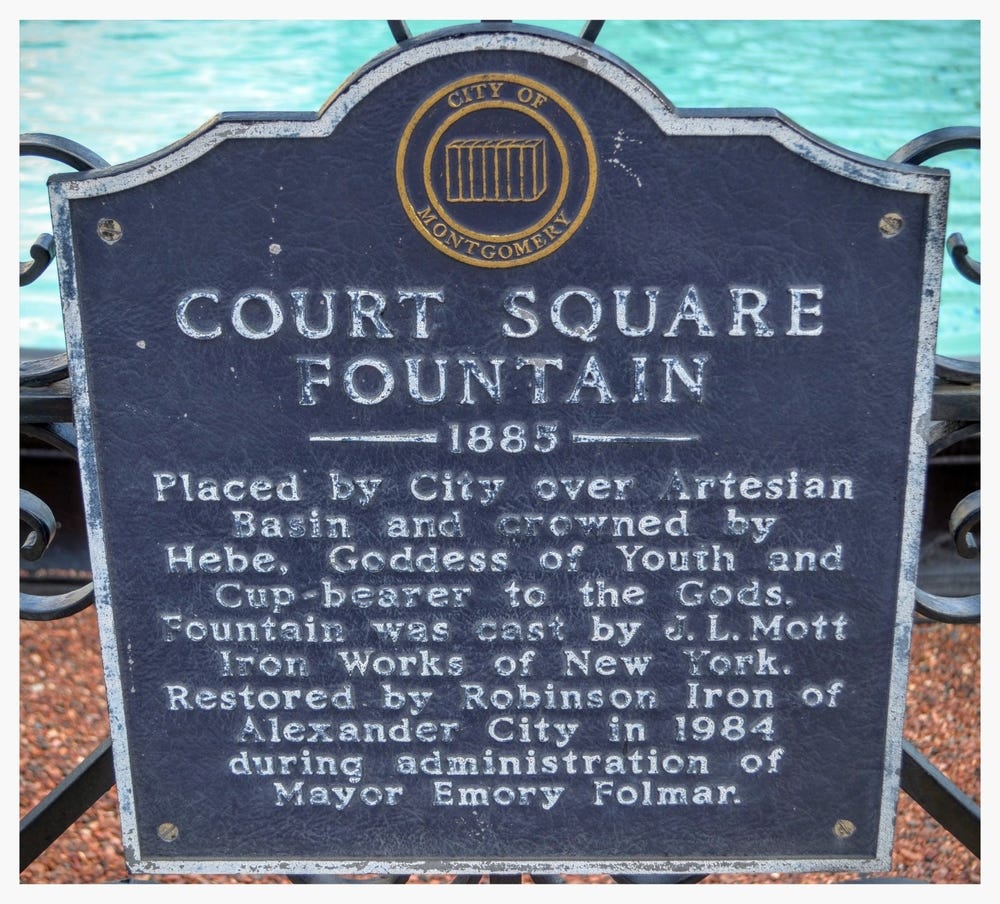 CITY OF
MONTGOMERY
COURT SQUARE
FOUNTAIN
1885
Placed by City over Artesian
Basin and crowned by
Hebe, Goddess of Youth and
Cup-bearer to the Gods.
Fountain was cast by J. L. Mott
Iron Works of New York.
Restored by Robinson Iron of
Alexander City in 1984
during administration of
Mayor Emory Folmar.